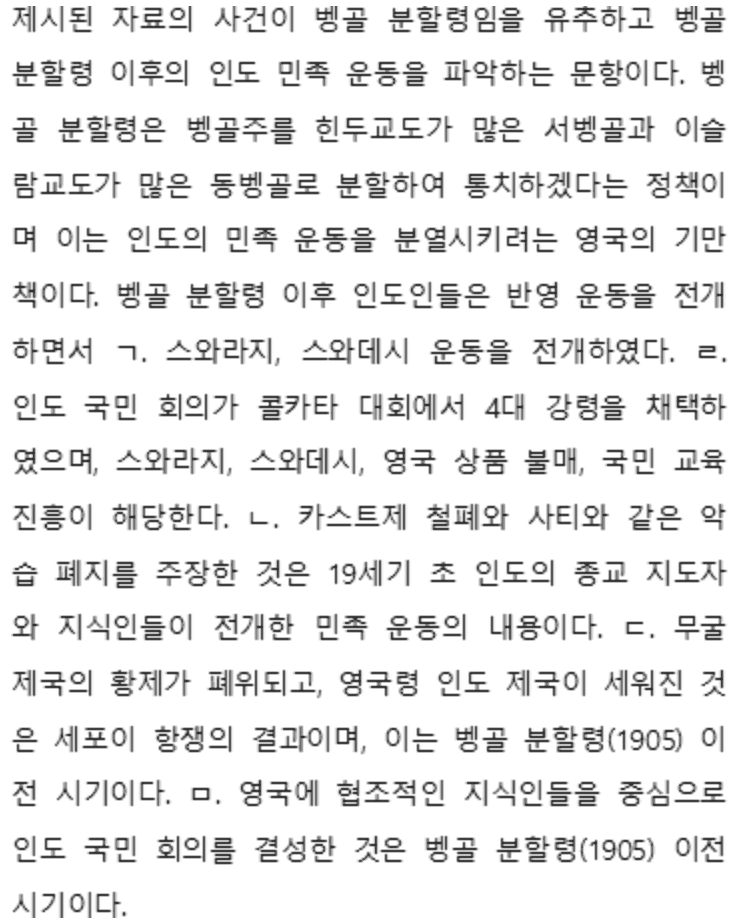 제시된 자료의 사건이 벵골 분할령임을 유추하고 벵골
분할령 이후의 인도 민족 운동을 파악하는 문항이다. 벵
골 분할령은 벵골주를 힌두교도가 많은 서벵골과 이슬
람교도가 많은 동벵골로 분할하여 통치하겠다는 정책이
며 이는 인도의 민족 운동을 분열시키려는 영국의 기만
책이다. 벵골 분할령 이후 인도인들은 반영 운동을 전개
하면서 ㄱ. 스와라지, 스와데시 운동을 전개하였다. ㄹ.
인도 국민 회의가 콜카타 대회에서 4대 강령을 채택하
였으며, 스와라지, 스와데시, 영국 상품 불매, 국민 교육
진흥이 해당한다. ㄴ. 카스트제 철폐와 사티와 같은 악
습 폐지를 주장한 것은 19세기 초 인도의 종교 지도자
와 지식인들이 전개한 민족 운동의 내용이다. ㄷ. 무굴
제국의 황제가 폐위되고, 영국령 인도 제국이 세워진 것
은 세포이 항쟁의 결과이며, 이는 벵골 분할령(1905) 이
전 시기이다. ㅁ. 영국에 협조적인 지식인들을 중심으로
인도 국민 회의를 결성한 것은 벵골 분할령(1905) 이전
시기이다.